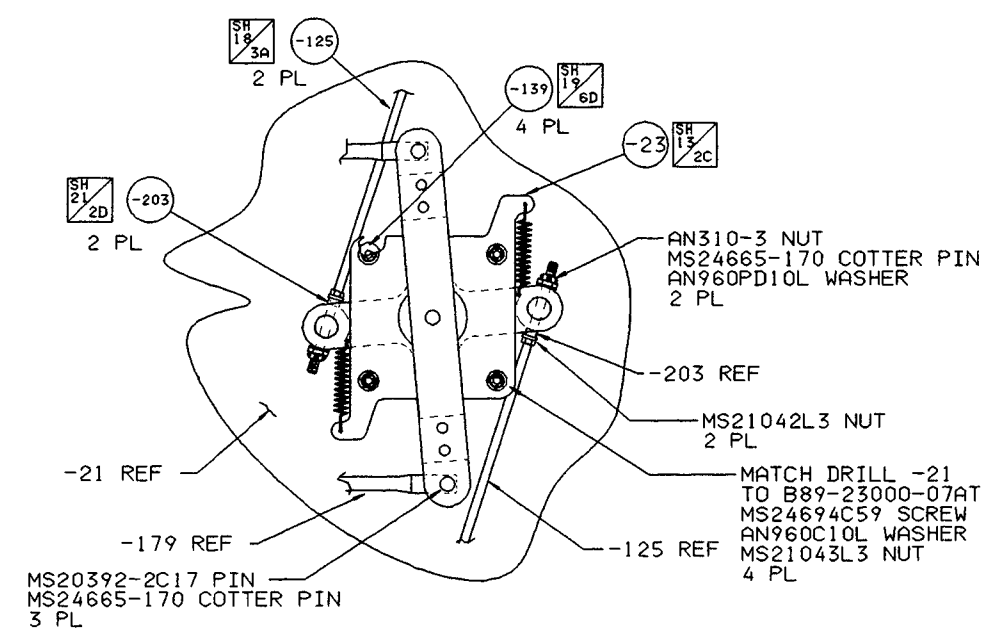 SH
18
3A
-125
2 PL
-139
SH
19
6D
4 PL
-23
SH
13
2C
SH
21
2D
-203
2 PL
AN310-3 NUT
MS24665-170 COTTER PIN
AN960PD10L WASHER
2 PL
-203 REF
MS21042L3 NUT
2 PL
-21 REF
MATCH DRILL -21
TO B89-23000-07AT
MS24694C59 SCREW
AN960C10L WASHER
MS21043L3 NUT
4 PL
-179 REF
-125 REF
MS20392-2C17 PIN
MS24665-170 COTTER PIN
3 PL